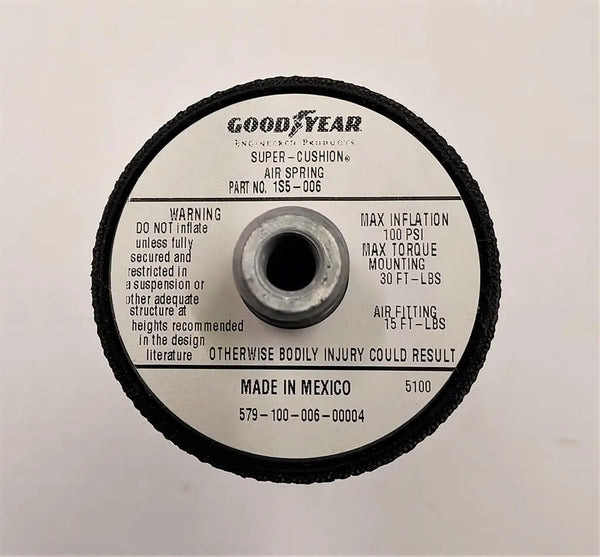 GOODYEAR
ENGINEERED PRODUCTS
SUPER-CUSHION®
AIR SPRING
PART NO. 1S5-006
WARNING
DO NOT inflate
unless fully
secured and
restricted in
a suspension or
other adequate
structure at
heights recommended
in the design
literature
OTHERWISE BODILY INJURY COULD RESULT
MAX INFLATION
100 PSI
MAX TORQUE
MOUNTING
30 FT-LBS
AIR FITTING
15 FT-LBS
MADE IN MEXICO
5100
579-100-006-00004